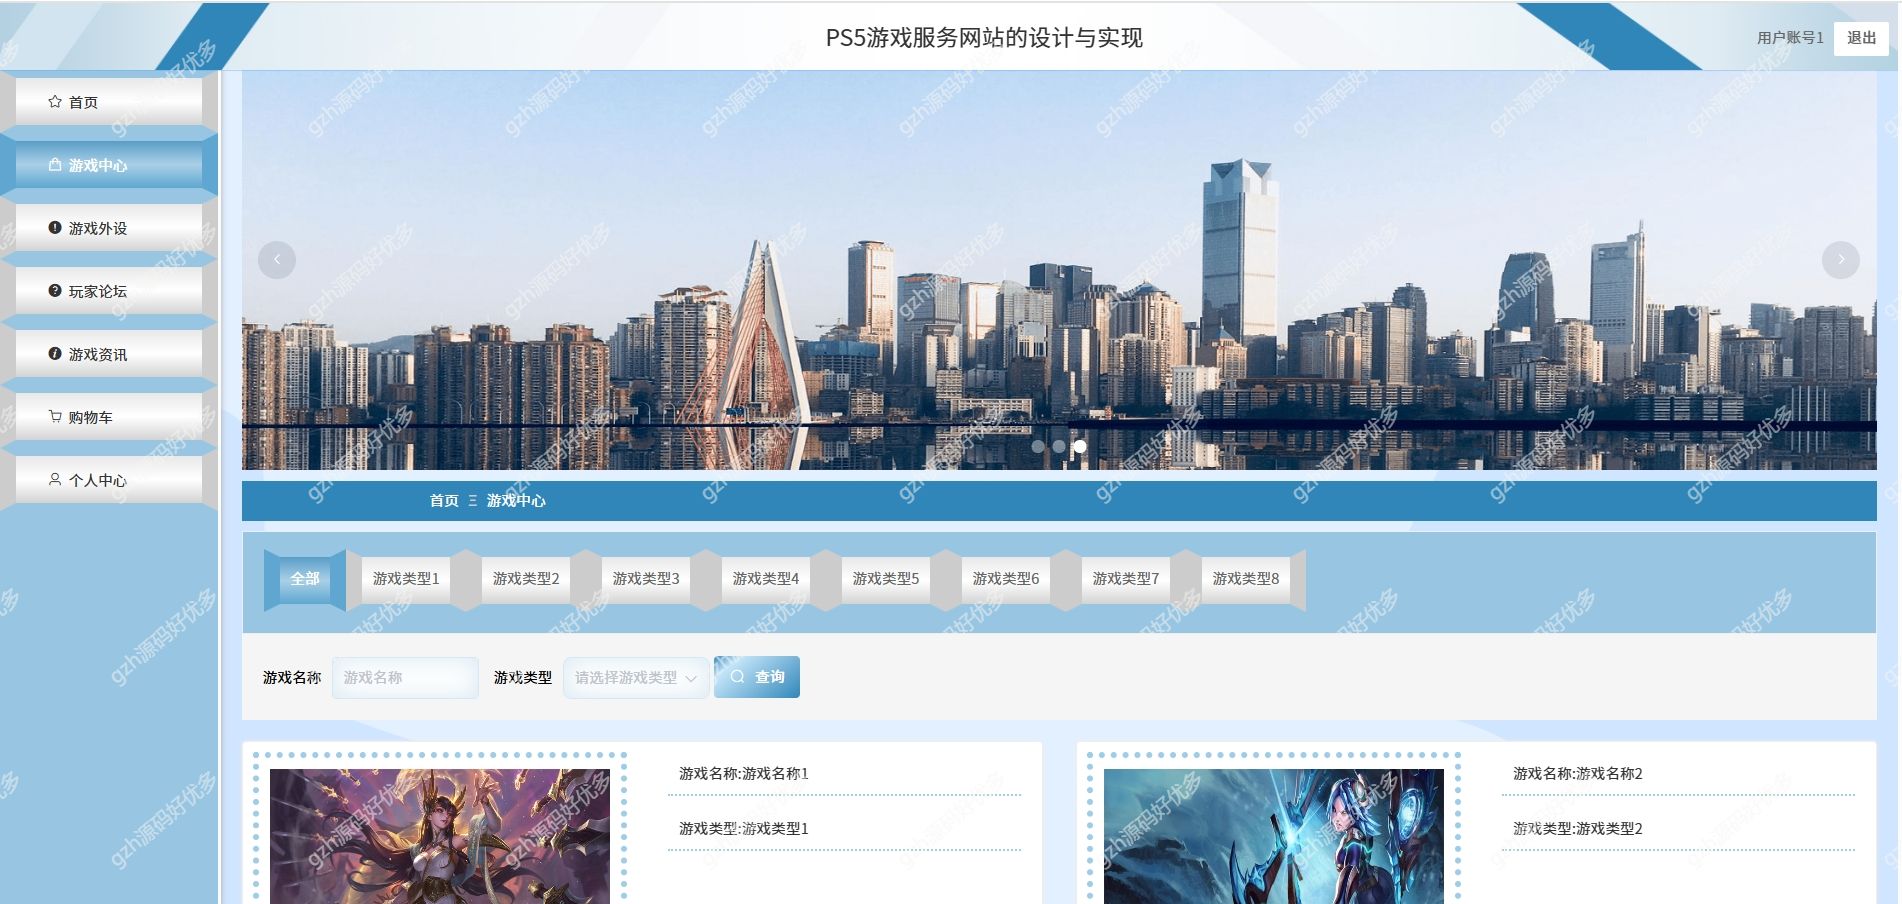 PS5游戏服务网站的设计与实现
用户账号1 退出
首页
游戏中心
游戏外设
玩家论坛
游戏资讯
购物车
个人中心
首页 Ξ 游戏中心
全部 游戏类型1 游戏类型2 游戏类型3 游戏类型4 游戏类型5 游戏类型6 游戏类型7 游戏类型8
游戏名称 游戏名称 游戏类型 请选择游戏类型 查询
游戏名称:游戏名称1
游戏类型:游戏类型1
游戏名称:游戏名称2
游戏类型:游戏类型2
gzh源码好优多